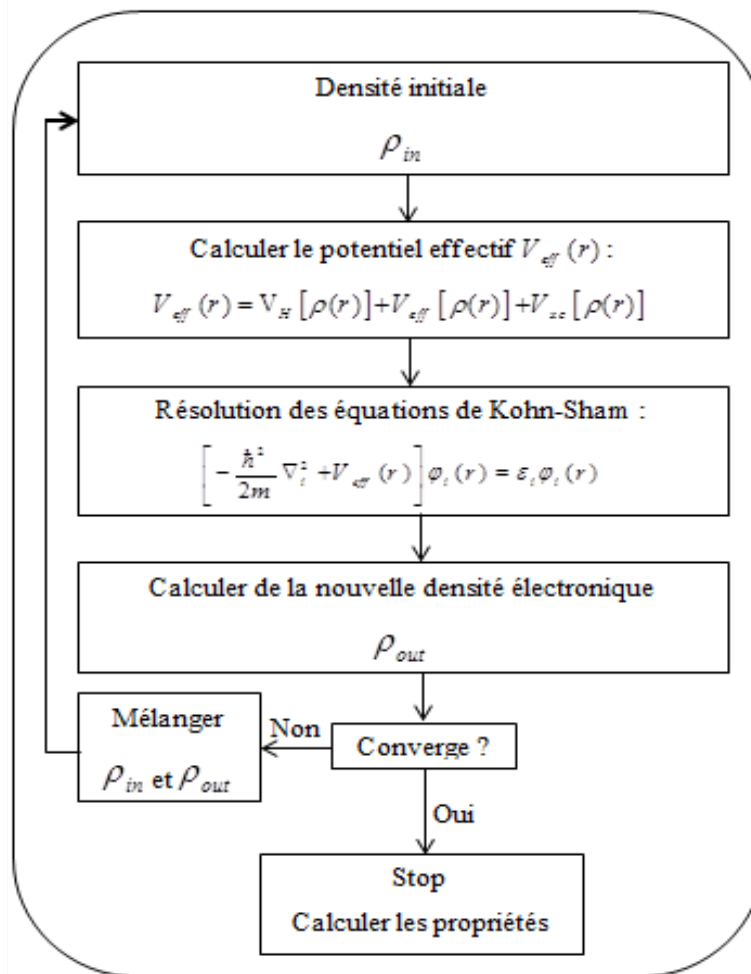 Densité initiale
ρ_in
Calculer le potentiel effectif V_eff (r) :
V_eff (r) = V_H [ρ(r)]+V_eff [ρ(r)]+V_xc [ρ(r)]
Résolution des équations de Kohn-Sham :
[-ℏ²/2m ∇_i² +V_eff (r)] φ_i (r) = ε_i φ_i (r)
Calculer de la nouvelle densité électronique
ρ_out
Mélanger
ρ_in et ρ_out
Non
Converge ?
Oui
Stop
Calculer les propriétés